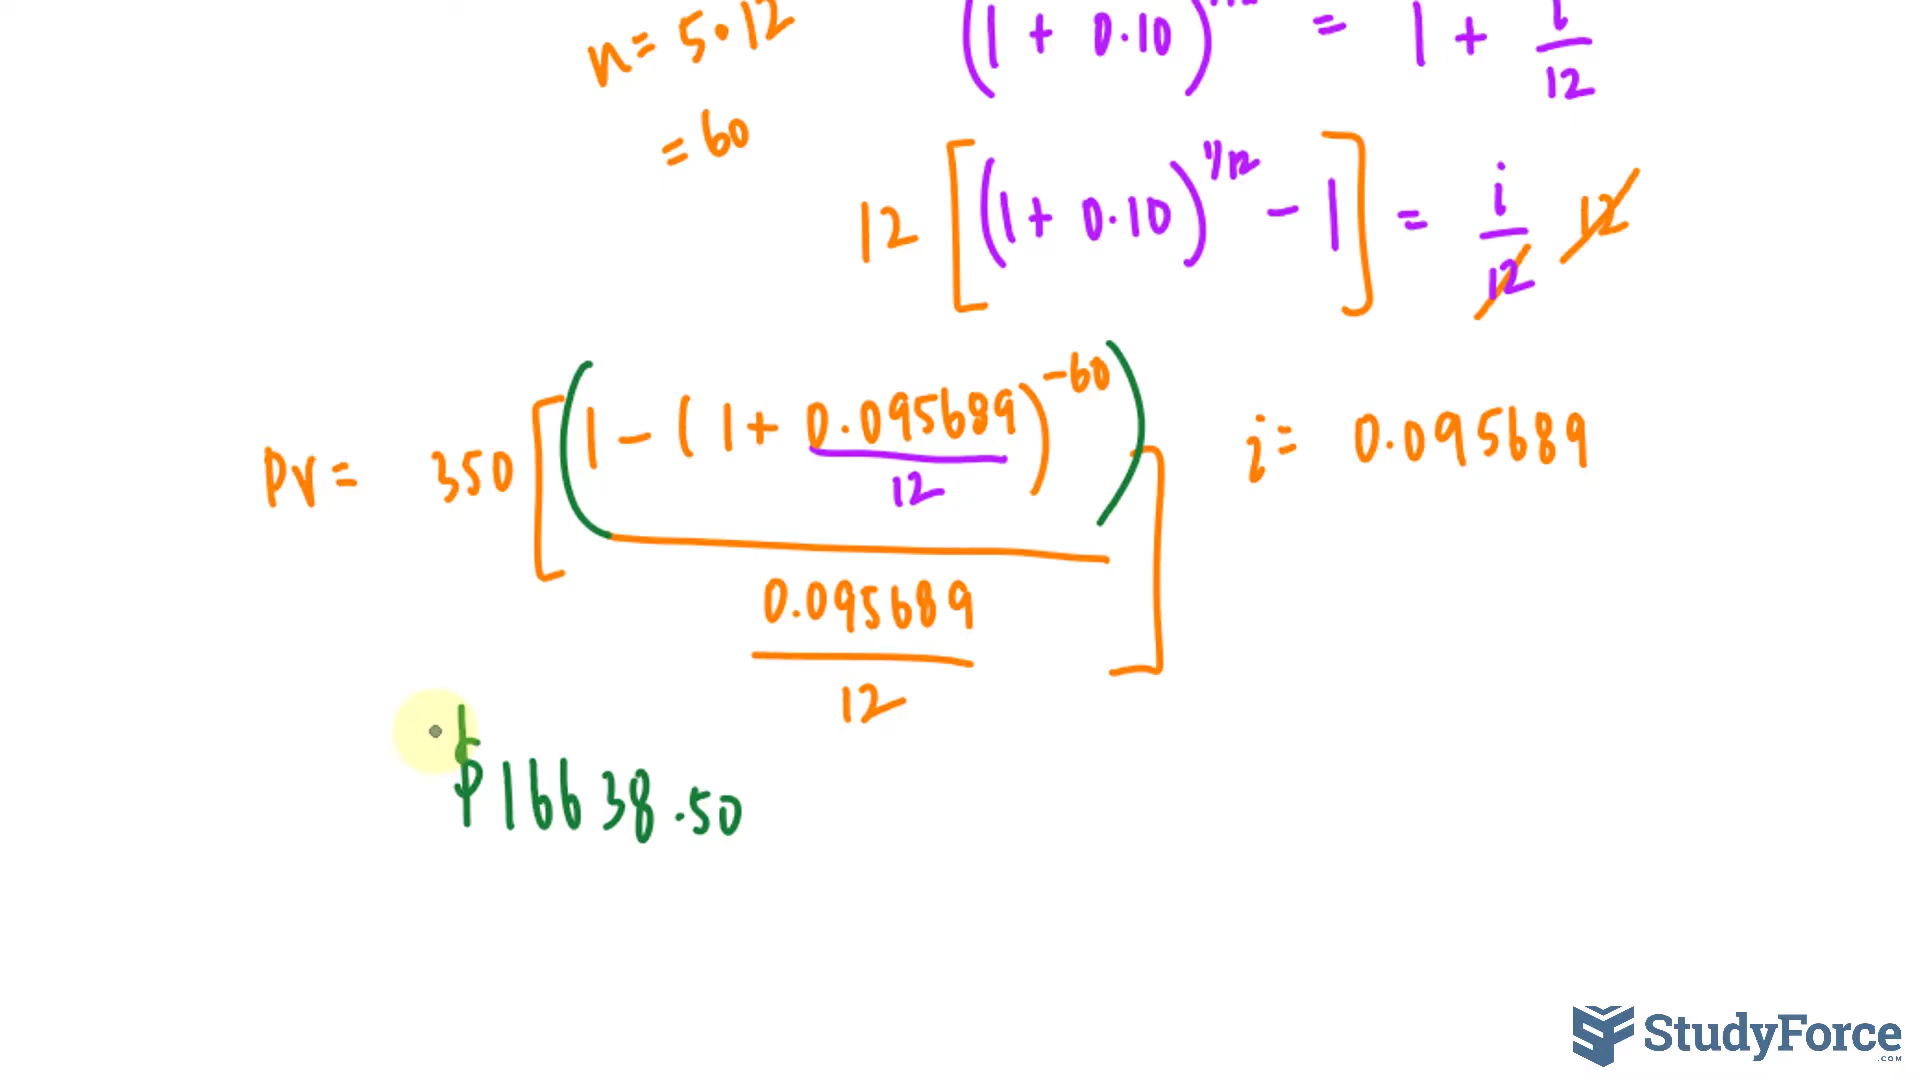 n = 5·12
(1 + 0.10)^1/12 = 1 + i/12
= 60
12 [(1 + 0.10)^1/12 − 1] = i/12 12
PV = 350 [(1 − (1 + 0.095689/12)^−60) / (0.095689/12)]
i = 0.095689
$16638.50
StudyForce
.COM